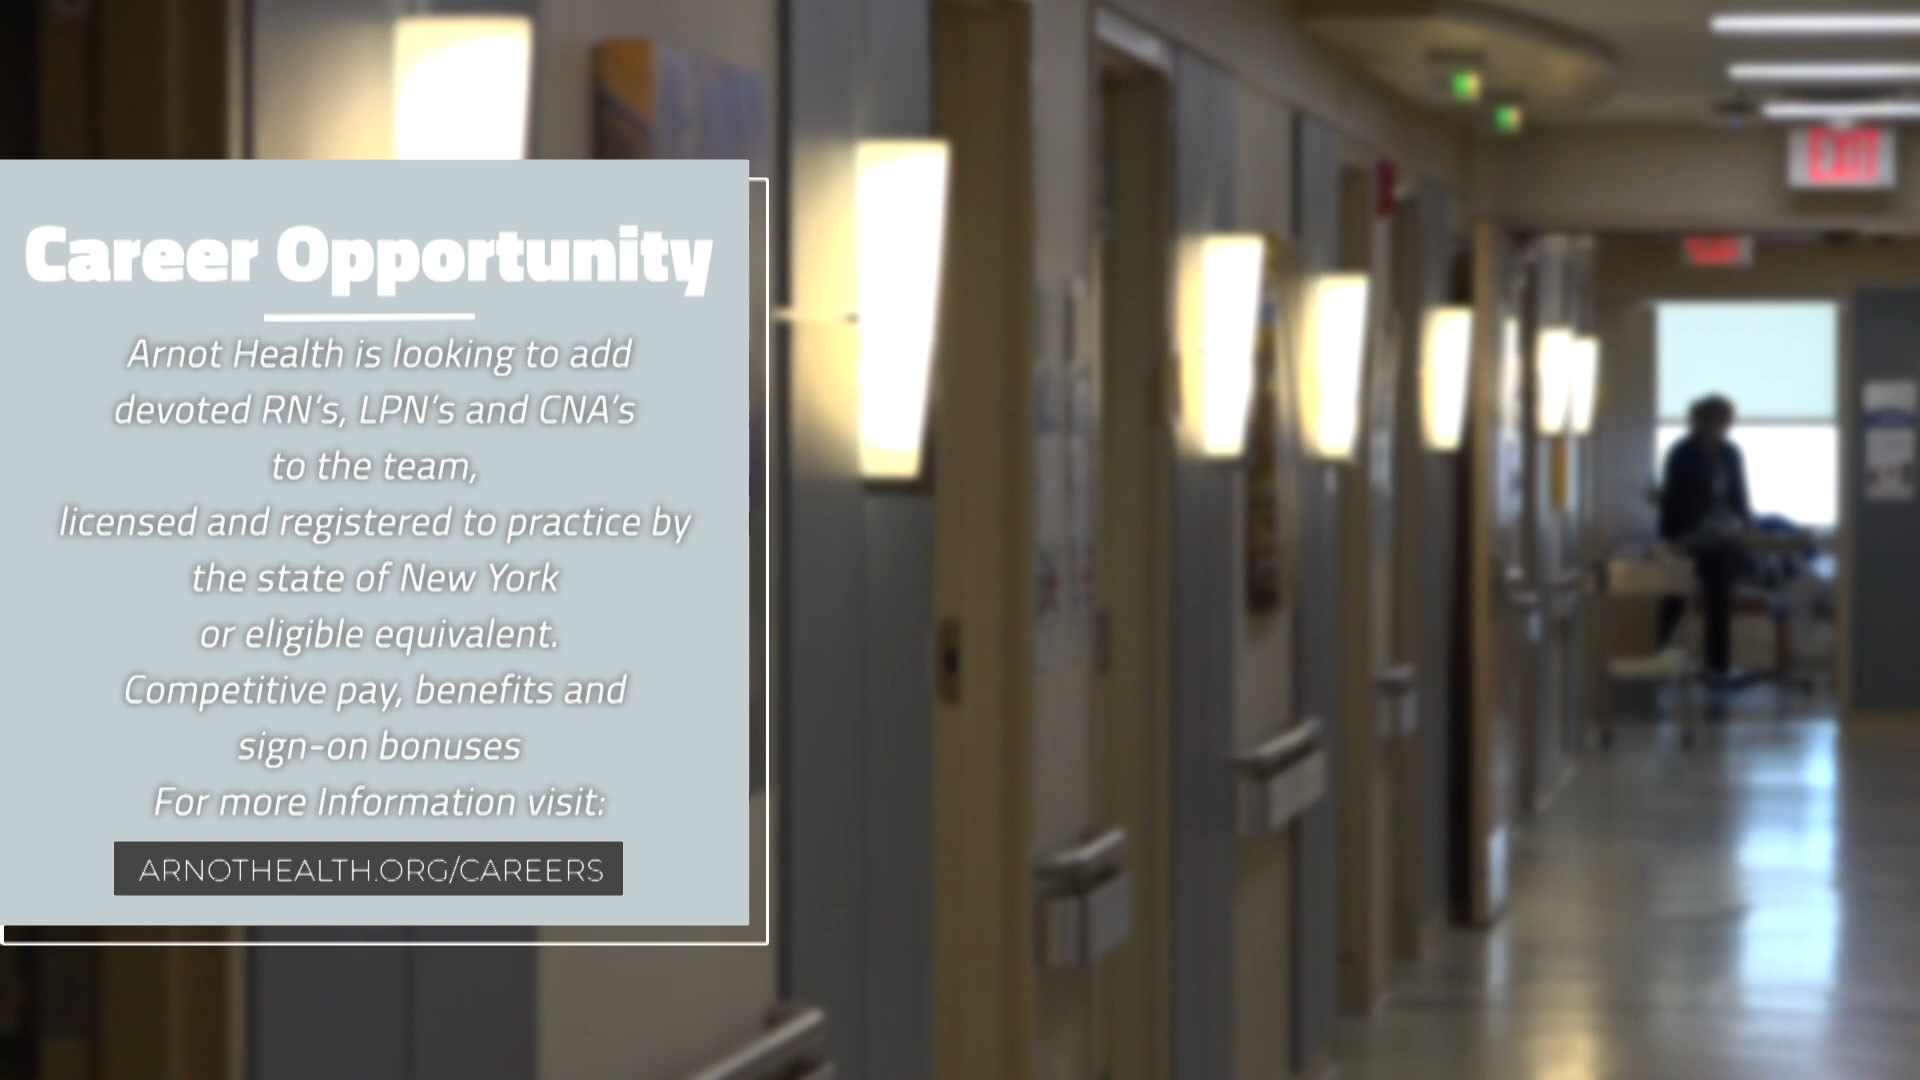 Career Opportunity
Arnot Health is looking to add
devoted RN's, LPN's and CNA's
to the team,
licensed and registered to practice by
the state of New York
or eligible equivalent.
Competitive pay, benefits and
sign-on bonuses
For more Information visit:
ARNOTHEALTH.ORG/CAREERS
EXIT